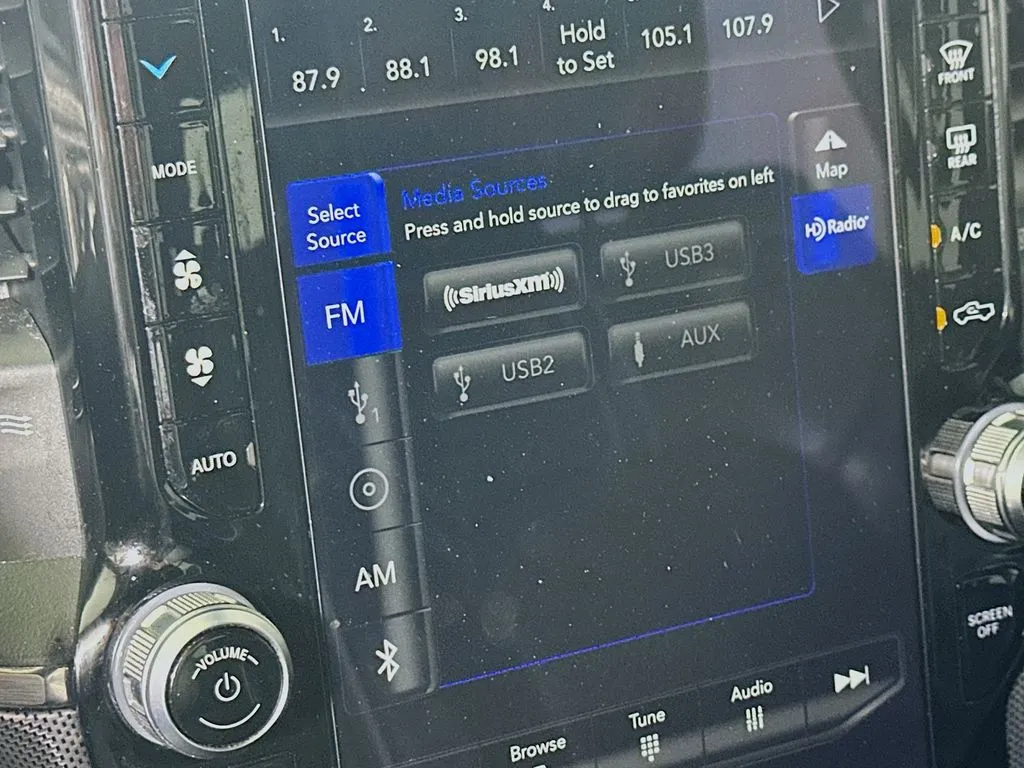 1.
2.
3.
4.
87.9
88.1
98.1
Hold
to Set
105.1
107.9
MODE
AUTO
VOLUME
Select
Source
FM
1
AM
Media Sources
Press and hold source to drag to favorites on left
SiriusXM
USB3
USB2
AUX
Map
HD Radio
Browse
Tune
Audio
FRONT
REAR
A/C
SCREEN
OFF